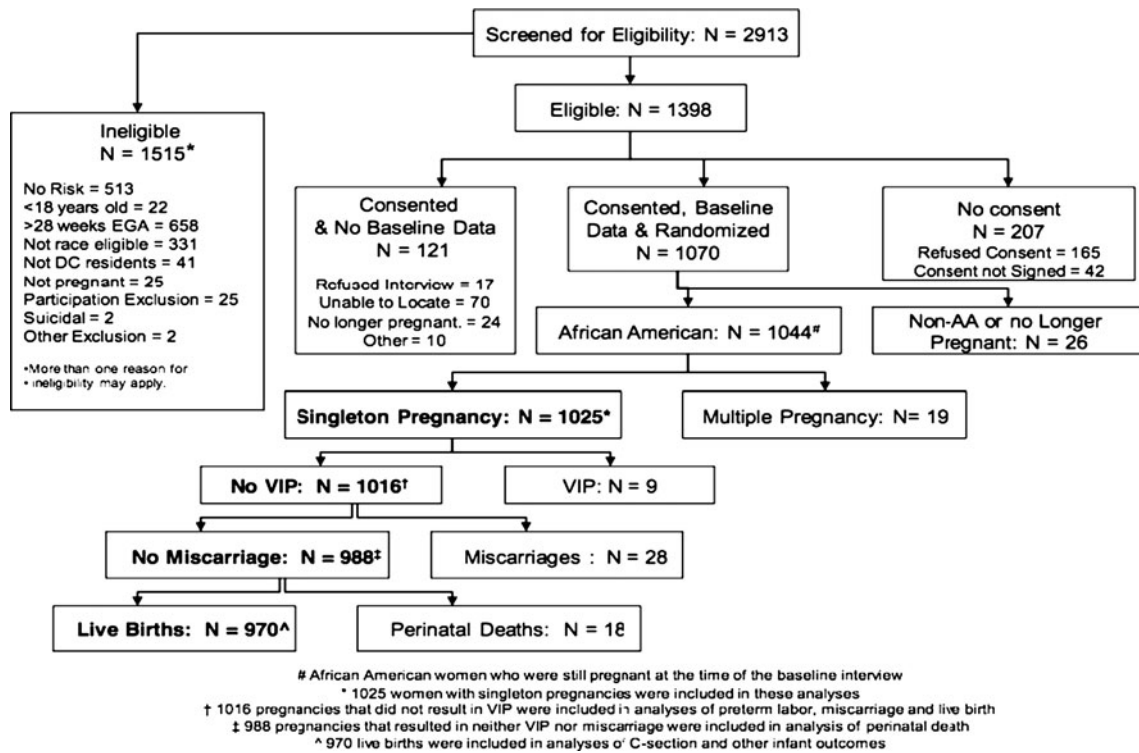 Screened for Eligibility: N = 2913
Eligible: N = 1398
Ineligible
N = 1515*
No Risk = 513
<18 years old = 22
>28 weeks EGA = 658
Not race eligible = 331
Not DC residents = 41
Not pregnant = 25
Participation Exclusion = 25
Suicidal = 2
Other Exclusion = 2
•More than one reason for
• ineligibility may apply.
Consented
& No Baseline Data
N = 121
Refused Interview = 17
Unable to Locate = 70
No longer pregnant. = 24
Other = 10
Consented, Baseline
Data & Randomized
N = 1070
No consent
N = 207
Refused Consent = 165
Consent not Signed = 42
African American: N = 1044#
Non-AA or no Longer
Pregnant: N = 26
Singleton Pregnancy: N = 1025*
Multiple Pregnancy: N= 19
No VIP: N = 1016†
VIP: N = 9
No Miscarriage: N = 988‡
Miscarriages : N = 28
Live Births: N = 970^
Perinatal Deaths: N = 18
# African American women who were still pregnant at the time of the baseline interview
* 1025 women with singleton pregnancies were included in these analyses
† 1016 pregnancies that did not result in VIP were included in analyses of preterm labor, miscarriage and live birth
‡ 988 pregnancies that resulted in neither VIP nor miscarriage were included in analysis of perinatal death
^ 970 live births were included in analyses of C-section and other infant outcomes